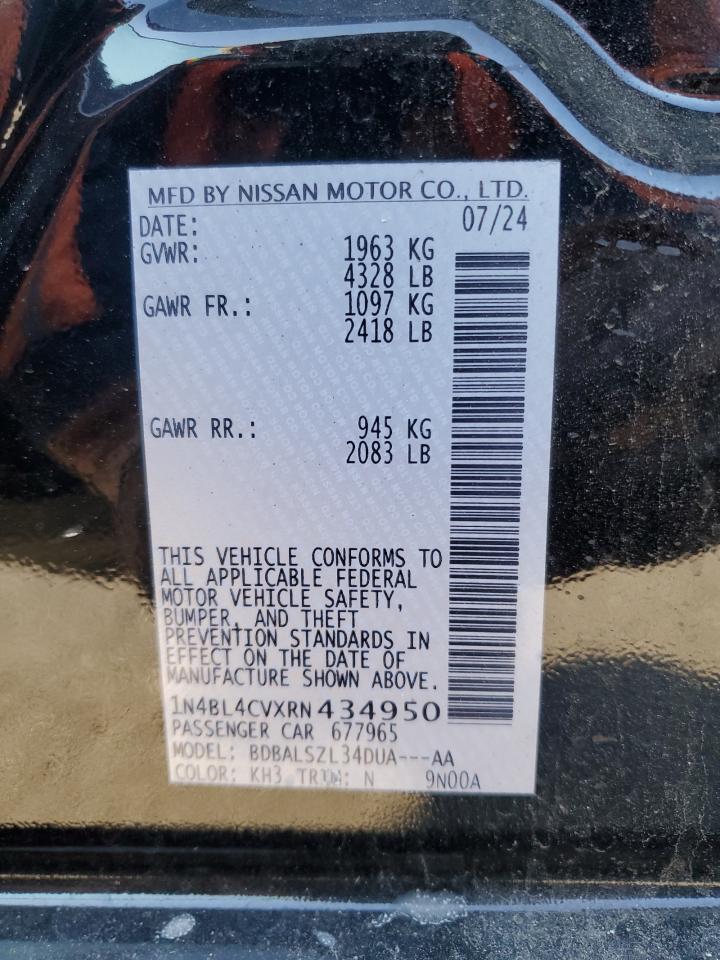 MFD BY NISSAN MOTOR CO., LTD.
DATE: 07/24
GVWR: 1963 KG
4328 LB
GAWR FR.: 1097 KG
2418 LB
GAWR RR.: 945 KG
2083 LB
THIS VEHICLE CONFORMS TO
ALL APPLICABLE FEDERAL
MOTOR VEHICLE SAFETY,
BUMPER, AND THEFT
PREVENTION STANDARDS IN
EFFECT ON THE DATE OF
MANUFACTURE SHOWN ABOVE.
1N4BL4CVXRN434950
PASSENGER CAR 677965
MODEL: BDBALSZL34DUA---AA
COLOR: KH3 TRIM: N 9N00A